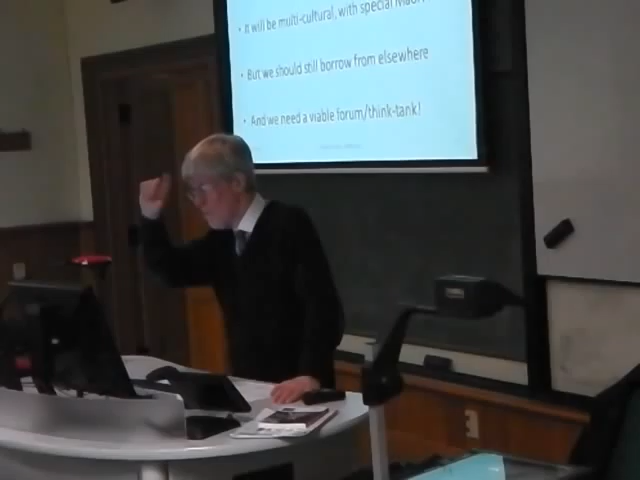 • It will be multi-cultural, with special Maori
• But we should still borrow from elsewhere
• And we need a viable forum/think-tank!